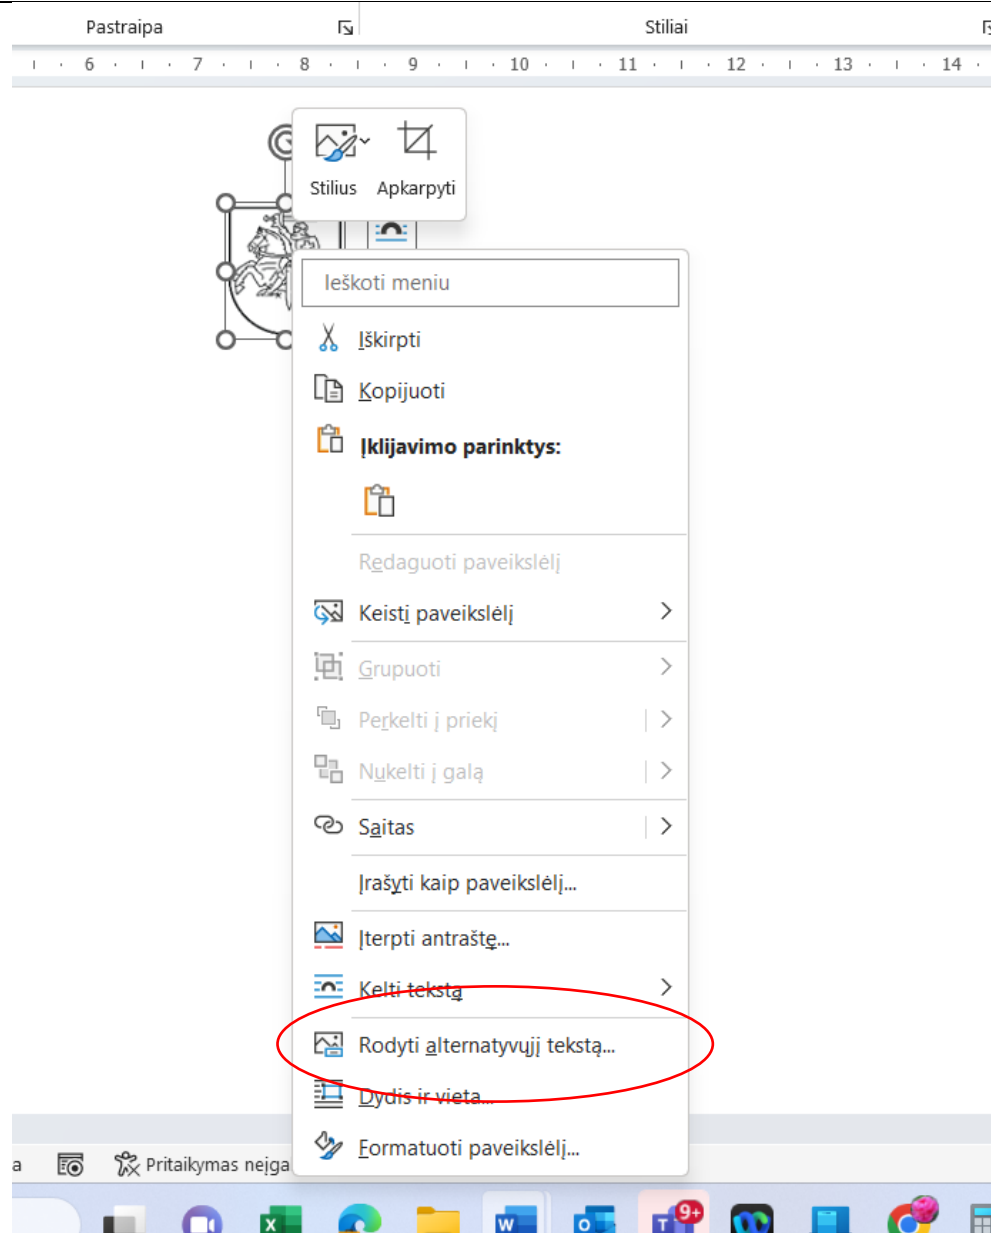 Pastraipa Stiliai
6 7 8 9 10 11 12 13 14
Stilius Apkarpyti
Ieškoti meniu
Iškirpti
Kopijuoti
Įklijavimo parinktys:
Redaguoti paveikslėlį
Keisti paveikslėlį
Grupuoti
Perkelti į priekį
Nukelti į galą
Saitas
Įrašyti kaip paveikslėlį...
Įterpti antraštę...
Kelti tekstą
Rodyti alternatyvųjį tekstą...
Dydis ir vieta...
Formatuoti paveikslėlį...
a Pritaikymas neįga
9+